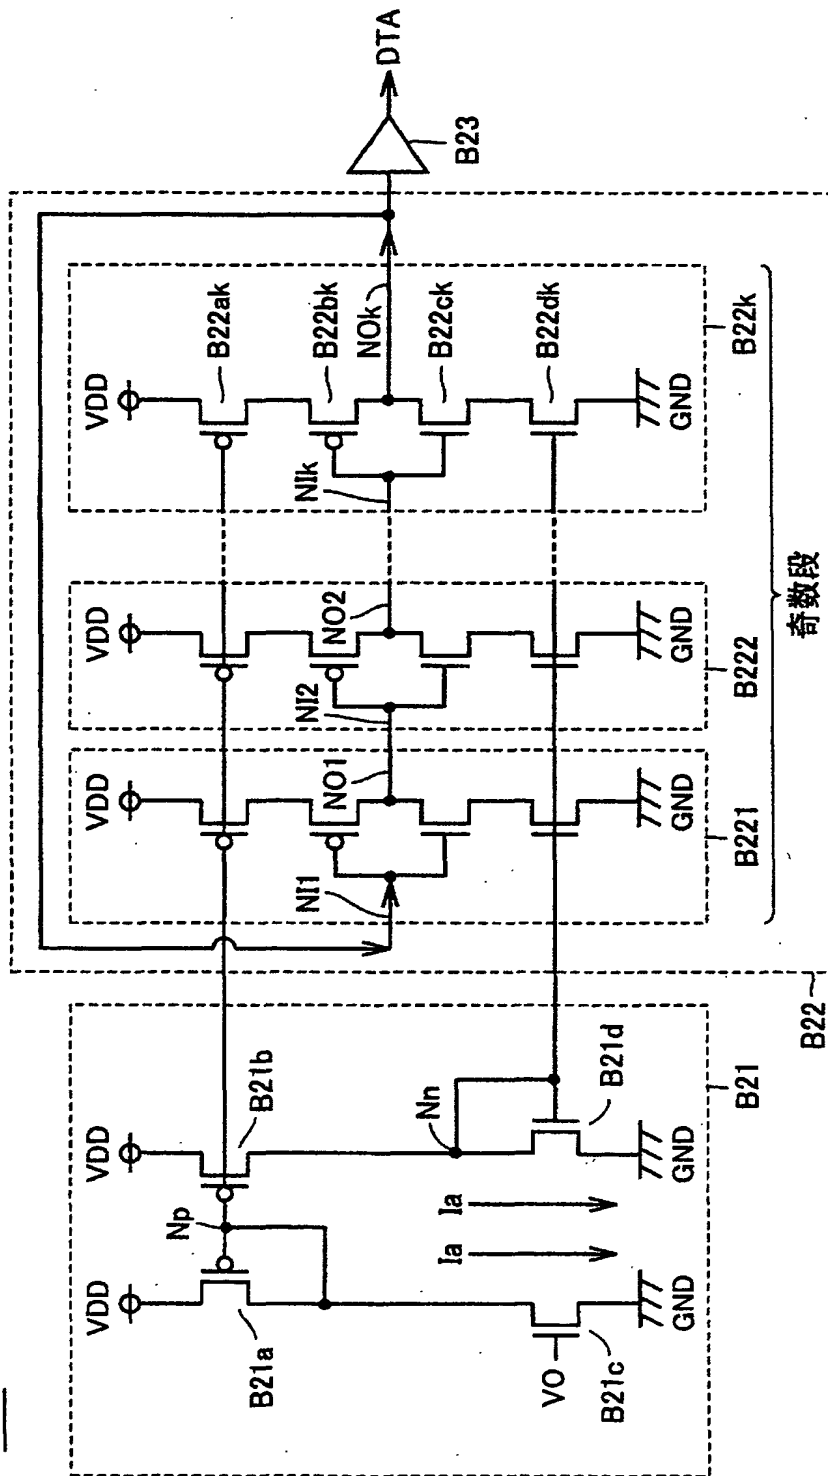 VDD
VDD
B21a
Np
B21b
Ia
Ia
Nn
VO
B21c
B21d
GND
GND
B21
B22
VDD
VDD
VDD
NI1
NO1
NI2
NO2
NIk
NOk
B22ak
B22bk
B22ck
B22dk
GND
GND
GND
B221
B222
B22k
奇数段
B23
DTA